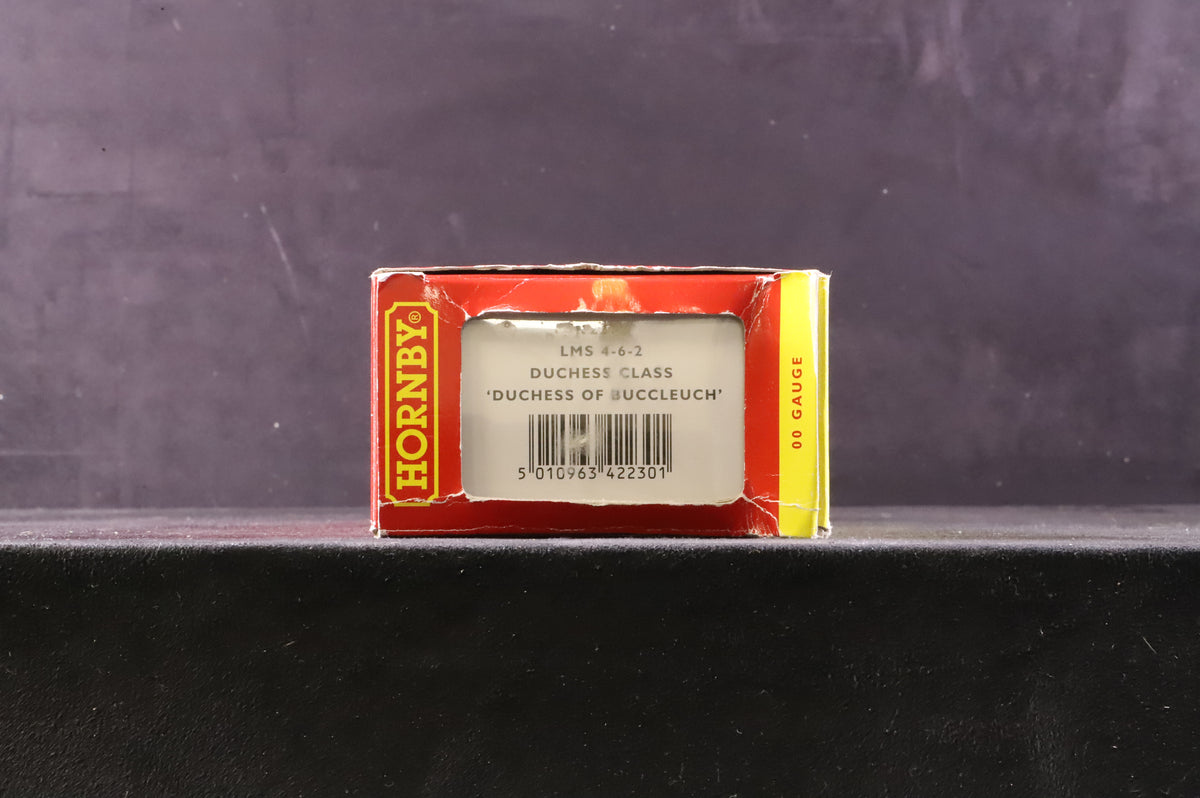 HORNBY®
LMS 4-6-2
DUCHESS CLASS
‘DUCHESS OF BUCCLEUCH’
5 010963 422301
00 GAUGE